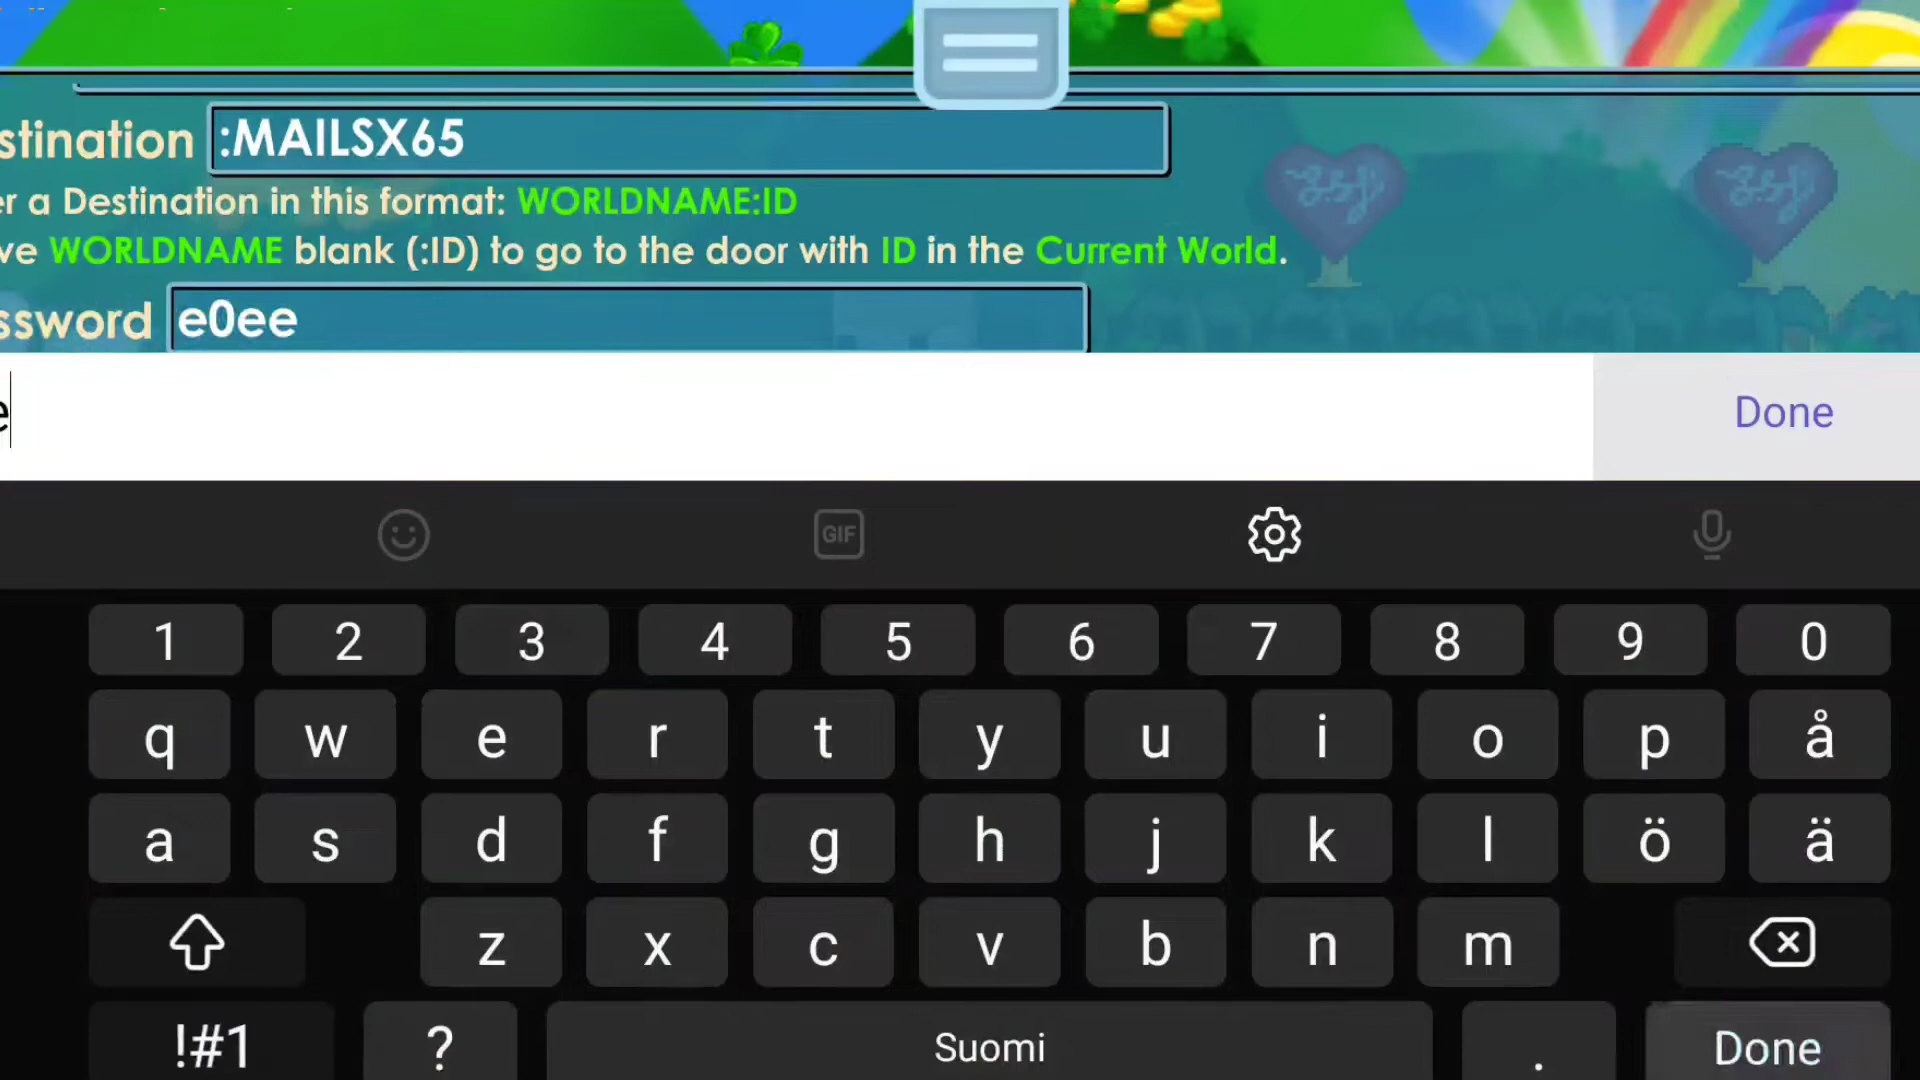 stination :MAILSX65
er a Destination in this format: WORLDNAME:ID
ve WORLDNAME blank (:ID) to go to the door with ID in the Current World.
ssword e0ee
e
Done
GIF
1 2 3 4 5 6 7 8 9 0
q w e r t y u i o p å
a s d f g h j k l ö ä
z x c v b n m
!#1 ? Suomi . Done